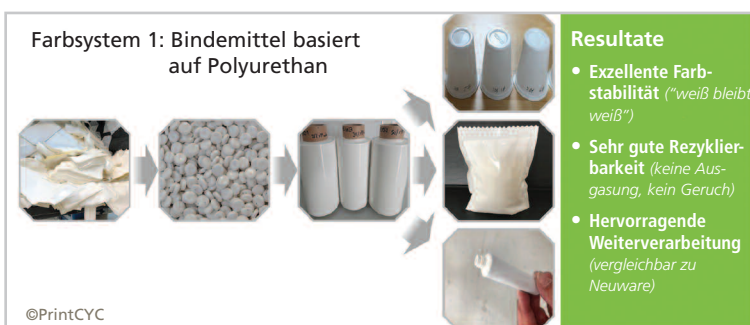 Farbsystem 1: Bindemittel basiert
auf Polyurethan
Resultate
• Exzellente Farb-
stabilität ("weiß bleibt
weiß")
• Sehr gute Rezyklier-
barkeit (keine Aus-
gasung, kein Geruch)
• Hervorragende
Weiterverarbeitung
(vergleichbar zu
Neuware)
©PrintCYC